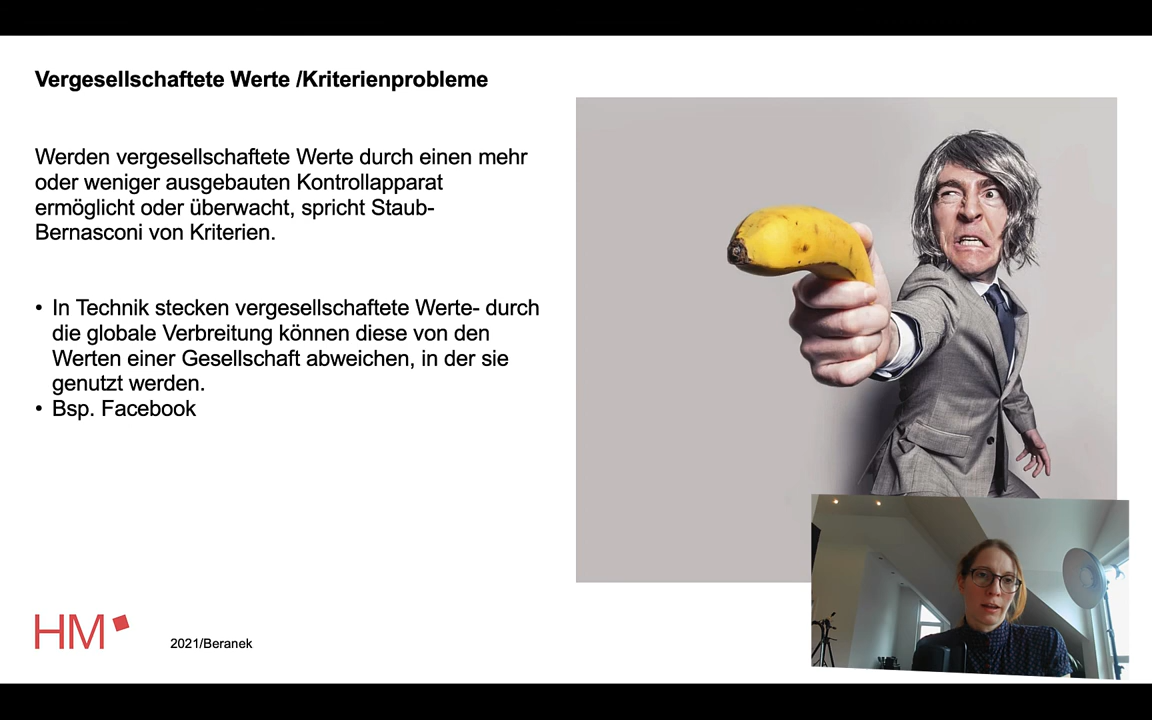 Vergesellschaftete Werte /Kriterienprobleme
Werden vergesellschaftete Werte durch einen mehr
oder weniger ausgebauten Kontrollapparat
ermöglicht oder überwacht, spricht Staub-
Bernasconi von Kriterien.
• In Technik stecken vergesellschaftete Werte- durch
die globale Verbreitung können diese von den
Werten einer Gesellschaft abweichen, in der sie
genutzt werden.
• Bsp. Facebook
HM
2021/Beranek